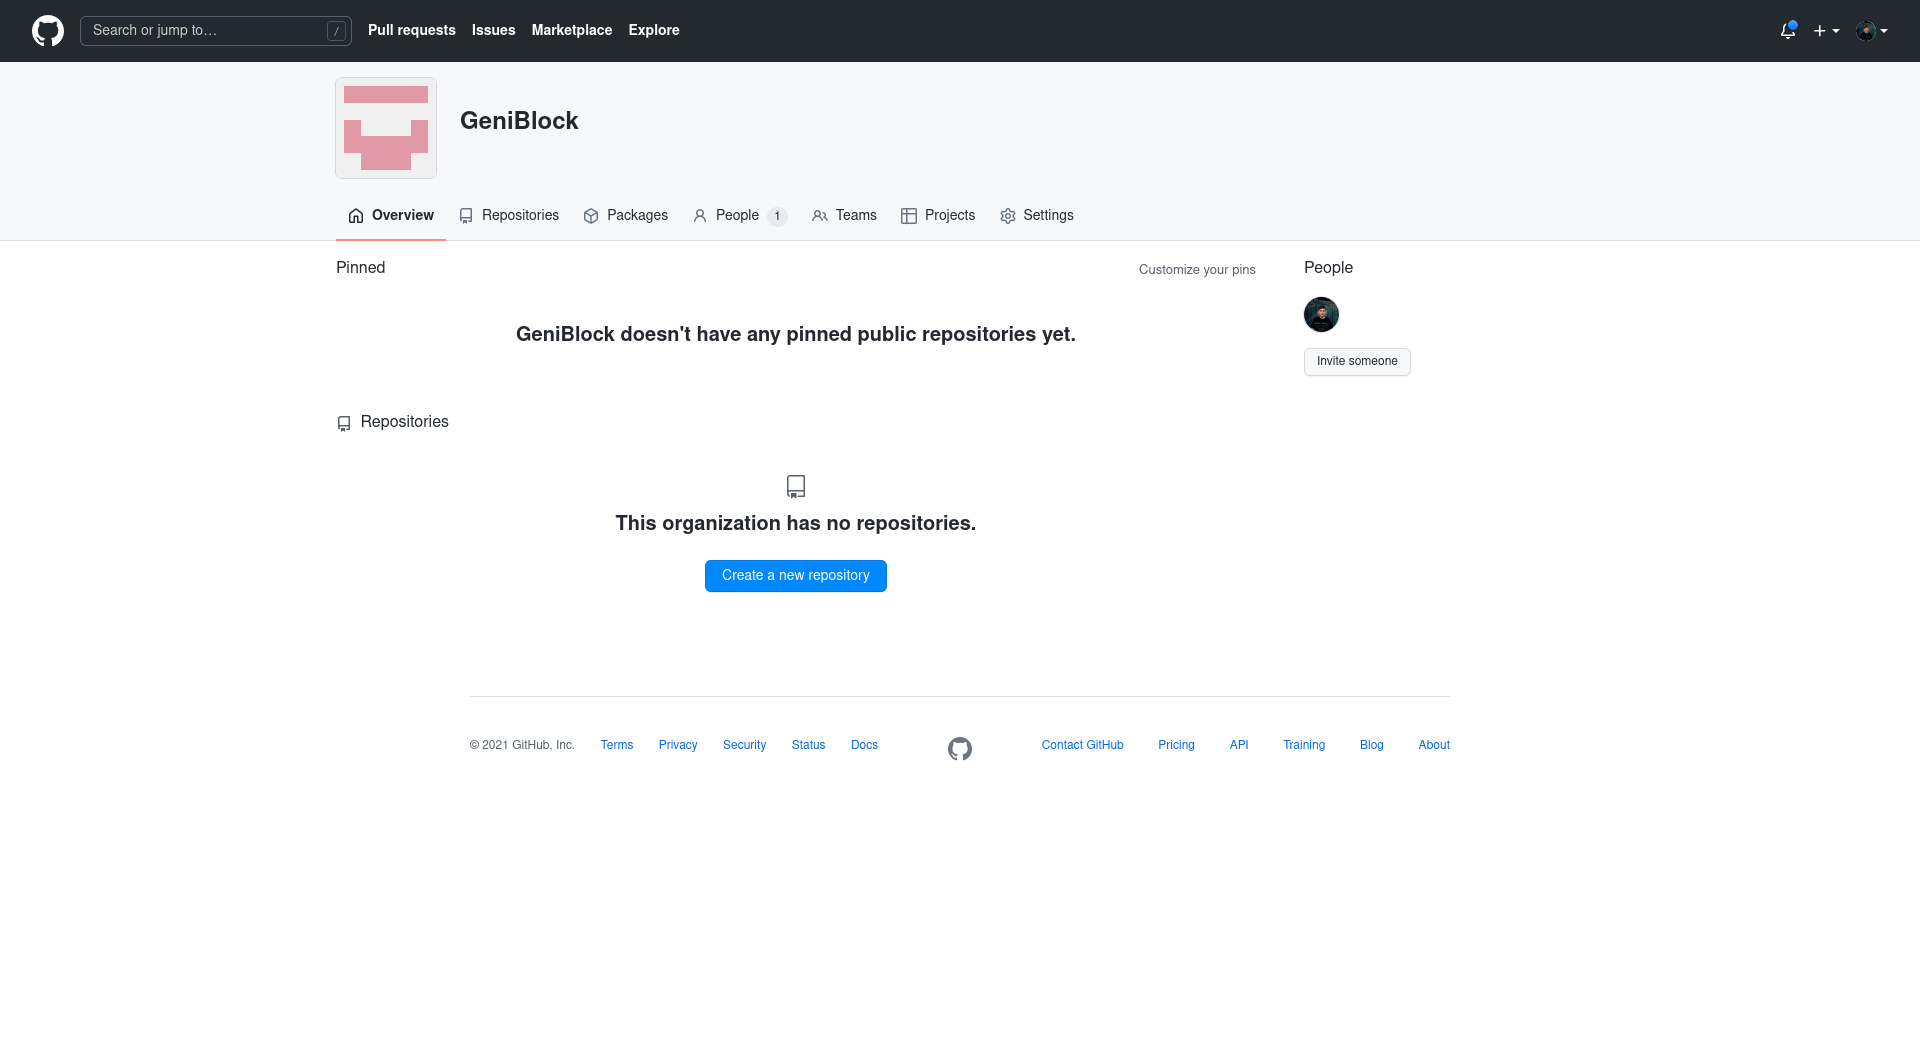 Search or jump to… /
Pull requests
Issues
Marketplace
Explore
GeniBlock
Overview
Repositories
Packages
People 1
Teams
Projects
Settings
Pinned
Customize your pins
GeniBlock doesn't have any pinned public repositories yet.
People
Invite someone
Repositories
This organization has no repositories.
Create a new repository
© 2021 GitHub, Inc.
Terms
Privacy
Security
Status
Docs
Contact GitHub
Pricing
API
Training
Blog
About